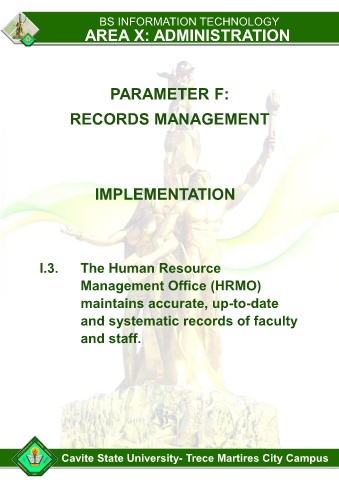 BS INFORMATION TECHNOLOGY
AREA X: ADMINISTRATION
PARAMETER F:
RECORDS MANAGEMENT
IMPLEMENTATION
I.3. The Human Resource
Management Office (HRMO)
maintains accurate, up-to-date
and systematic records of faculty
and staff.
Cavite State University- Trece Martires City Campus